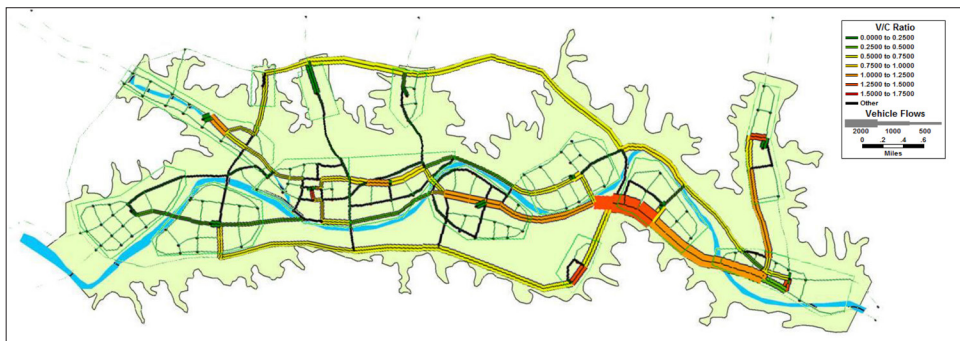 V/C Ratio
0.0000 to 0.2500
0.2500 to 0.5000
0.5000 to 0.7500
0.7500 to 1.0000
1.0000 to 1.2500
1.2500 to 1.5000
1.5000 to 1.7500
Other
Vehicle Flows
2000 1000 500
0 .2 .4 .6
Miles